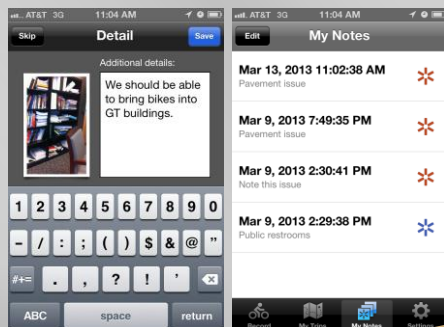 AT&T 3G 11:04 AM
Skip Detail Save
Additional details:
We should be able
to bring bikes into
GT buildings.
1 2 3 4 5 6 7 8 9 0
- / : ; ( ) $ & @ "
#+= . , ? ! '
ABC space return
AT&T 3G 11:04 AM
Edit My Notes
Mar 13, 2013 11:02:38 AM
Pavement issue
Mar 9, 2013 7:49:35 PM
Pavement issue
Mar 9, 2013 2:30:41 PM
Note this issue
Mar 9, 2013 2:29:38 PM
Public restrooms
Record My Trips My Notes Settings